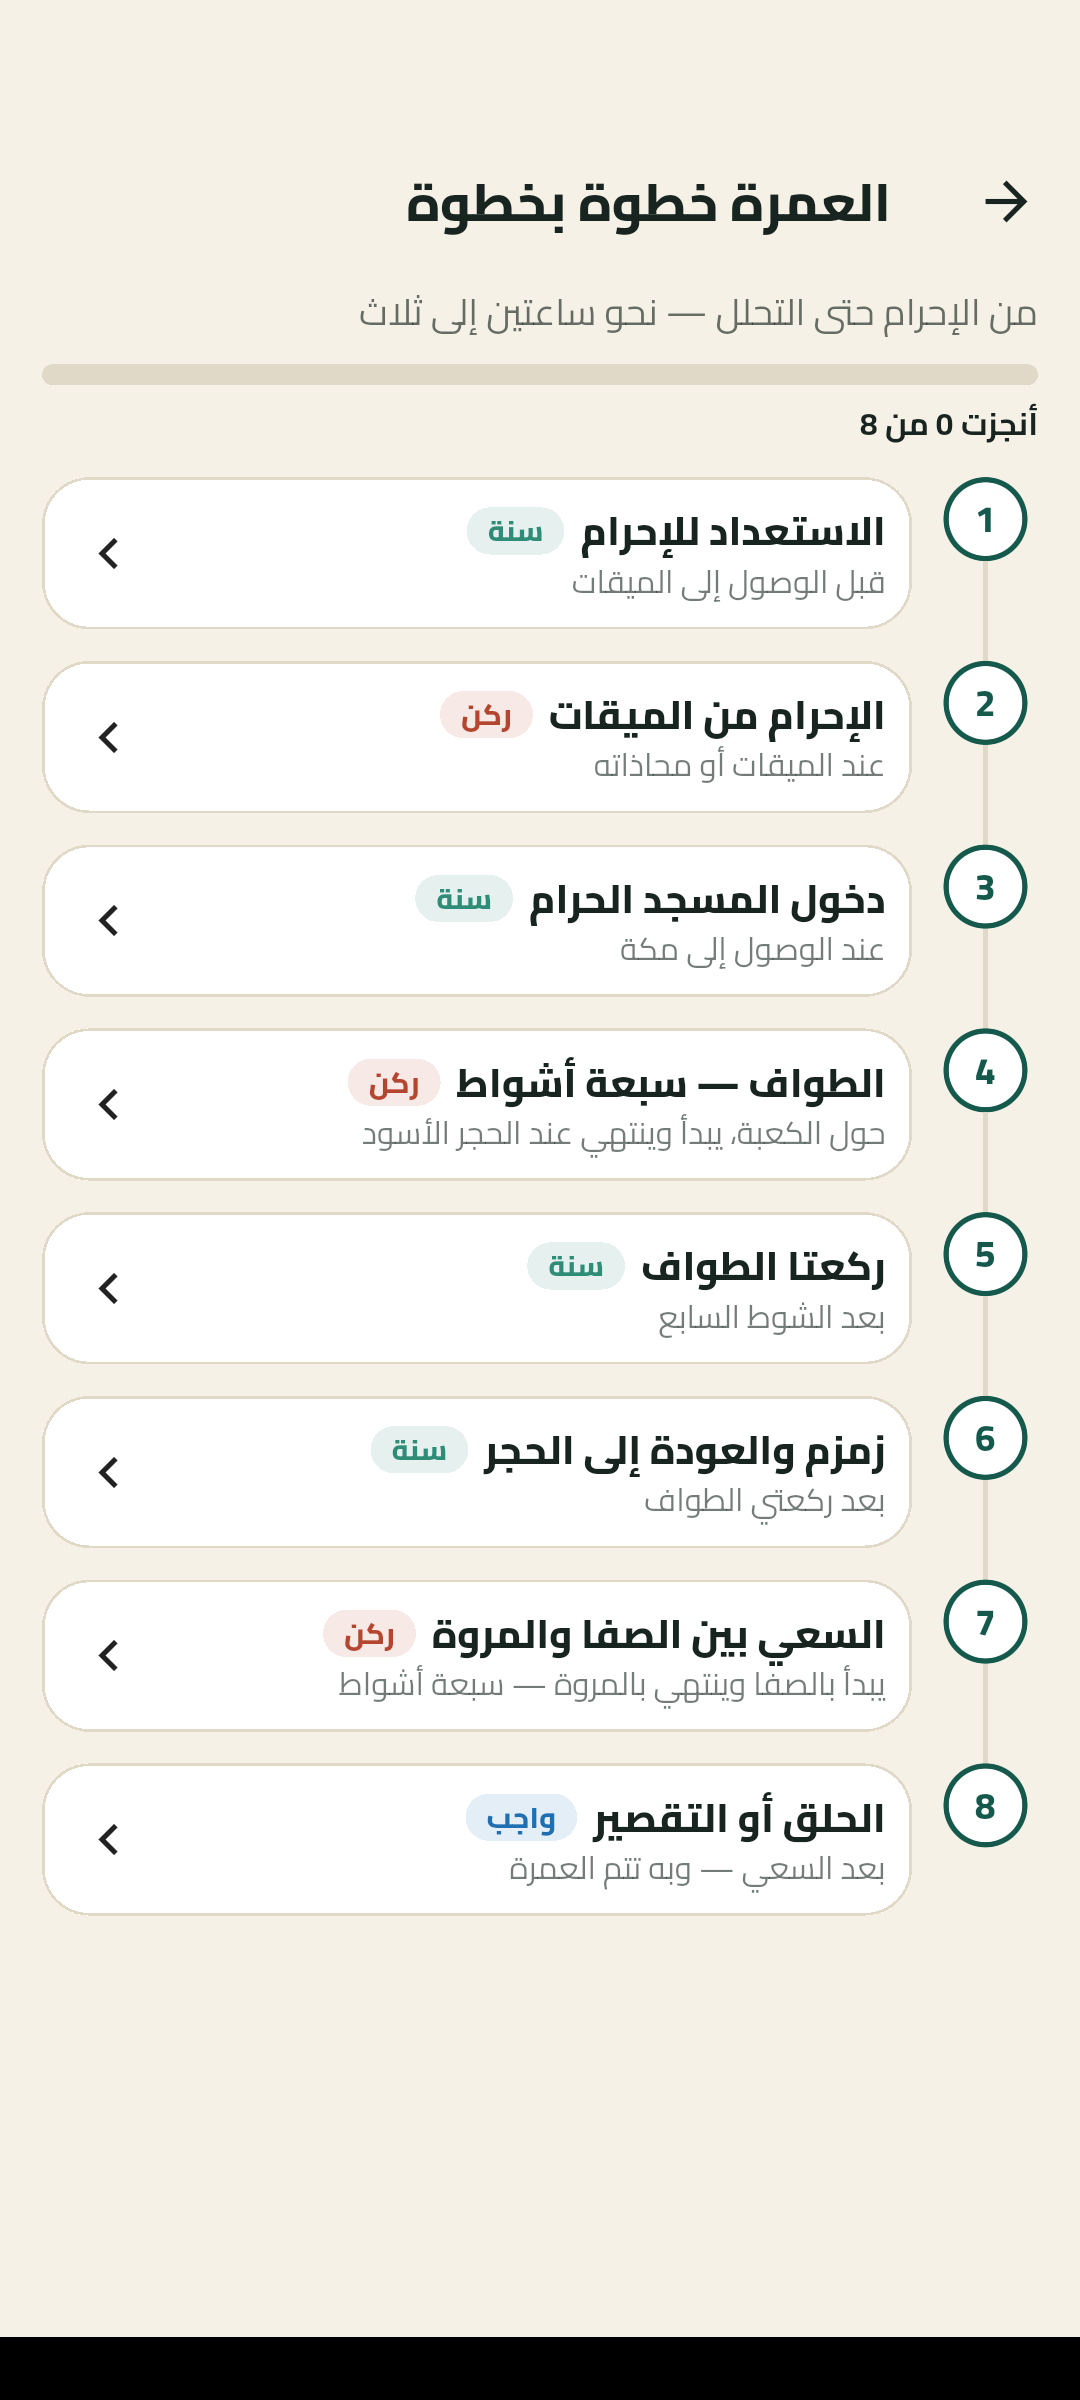 العمرة خطوة بخطوة
من الإحرام حتى التحلل — نحو ساعتين إلى ثلاث
أنجزت 0 من 8
1
الاستعداد للإحرام سنة
قبل الوصول إلى الميقات
2
الإحرام من الميقات ركن
عند الميقات أو محاذاته
3
دخول المسجد الحرام سنة
عند الوصول إلى مكة
4
الطواف — سبعة أشواط ركن
حول الكعبة، يبدأ وينتهي عند الحجر الأسود
5
ركعتا الطواف سنة
بعد الشوط السابع
6
زمزم والعودة إلى الحجر سنة
بعد ركعتي الطواف
7
السعي بين الصفا والمروة ركن
يبدأ بالصفا وينتهي بالمروة — سبعة أشواط
8
الحلق أو التقصير واجب
بعد السعي — وبه تتم العمرة